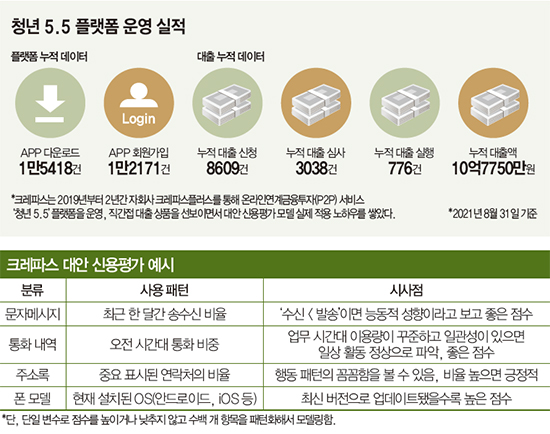 청년 5.5 플랫폼 운영 실적
플랫폼 누적 데이터
대출 누적 데이터
Login
APP 다운로드
1만5418건
APP 회원가입
1만2171건
누적 대출 신청
8609건
누적 대출 심사
3038건
누적 대출 실행
776건
누적 대출액
10억7750만원
*크레파스는 2019년부터 2년간 자회사 크레파스플러스를 통해 온라인연계금융투자(P2P) 서비스
'청년 5.5' 플랫폼을 운영, 직간접 대출 상품을 선보이면서 대안 신용평가 모델 실제 적용 노하우를 쌓았다.
*2021년 8월 31일 기준
크레파스 대안 신용평가 예시
분류 사용 패턴 시사점
문자메시지 최근 한 달간 송수신 비율 '수신 < 발송'이면 능동적 성향이라고 보고 좋은 점수
통화 내역 오전 시간대 통화 비중 업무 시간대 이용량이 꾸준하고 일관성이 있으면
일상 활동 정상으로 파악, 좋은 점수
주소록 중요 표시된 연락처의 비율 행동 패턴의 꼼꼼함을 볼 수 있음, 비율 높으면 긍정적
폰 모델 현재 설치된 OS(안드로이드, iOS 등) 최신 버전으로 업데이트됐을수록 높은 점수
*단, 단일 변수로 점수를 높이거나 낮추지 않고 수백 개 항목을 패턴화해서 모델링함.